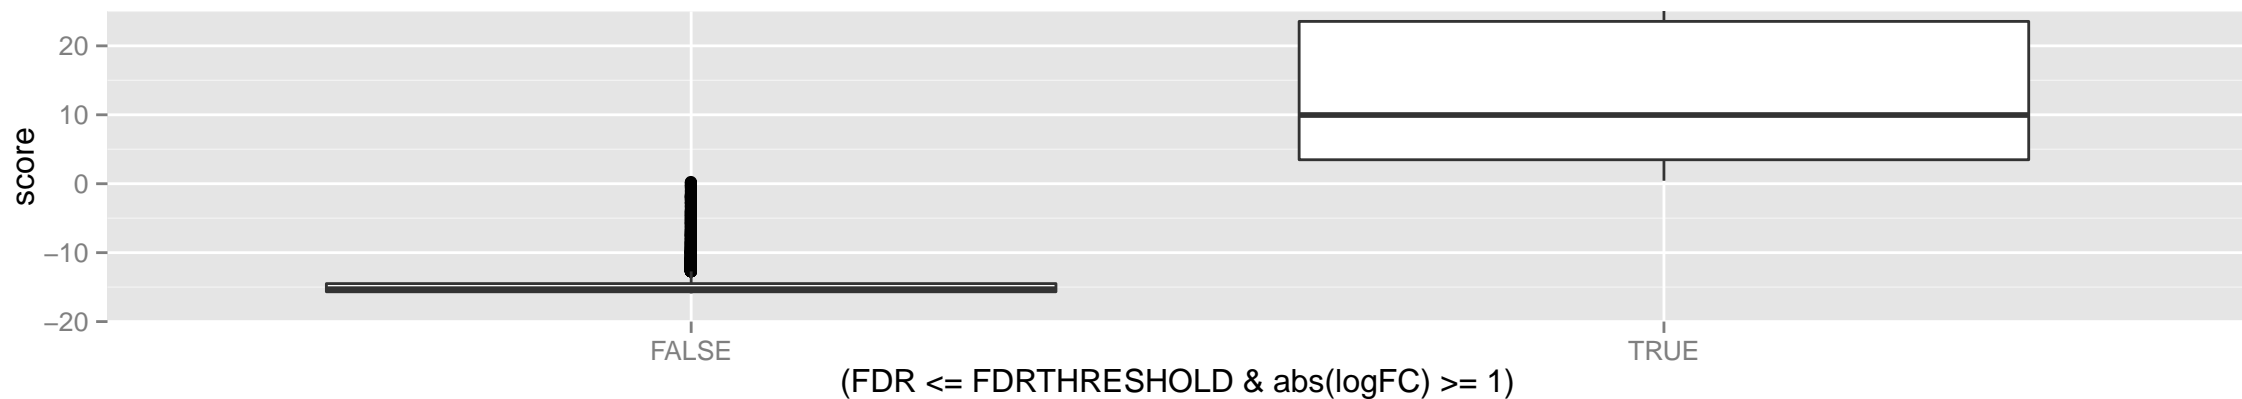 score
20
10
0
−10
−20
FALSE
TRUE
(FDR <= FDRTHRESHOLD & abs(logFC) >= 1)